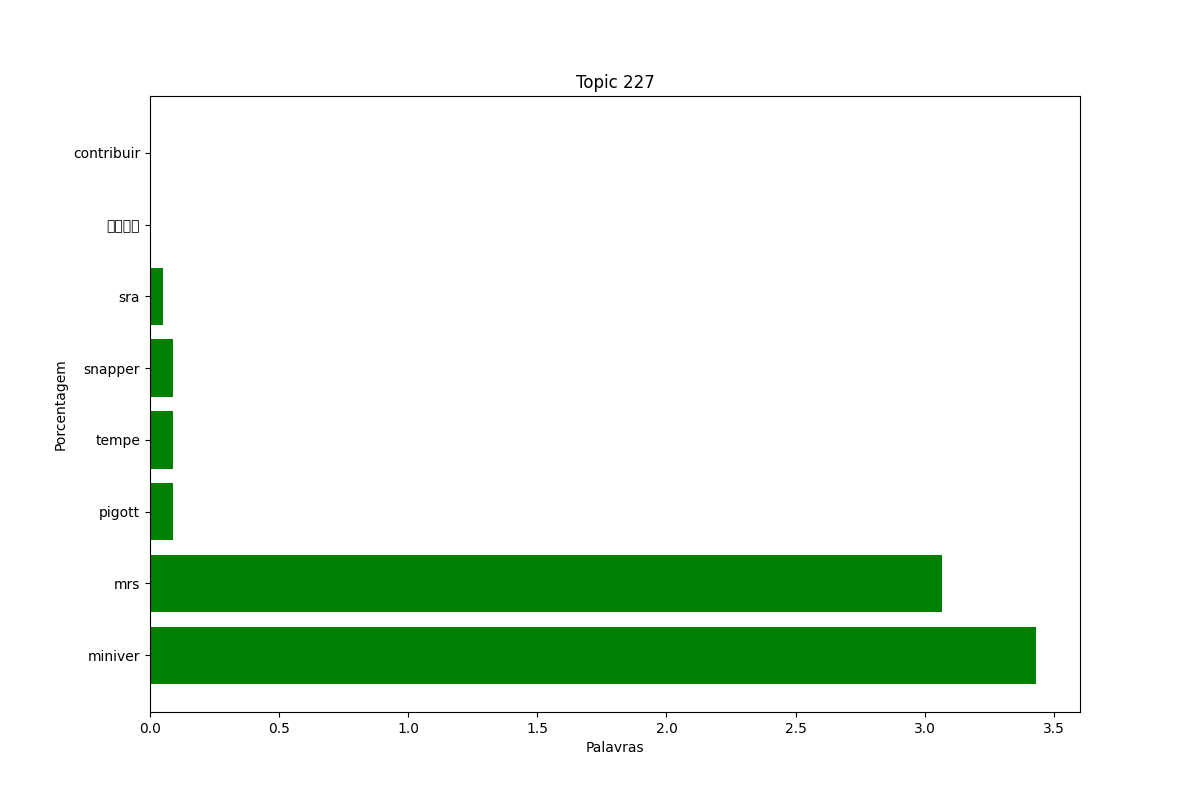 Topic 227
contribuir
sra
snapper
tempe
pigott
mrs
miniver
Porcentagem
0.0 0.5 1.0 1.5 2.0 2.5 3.0 3.5
Palavras